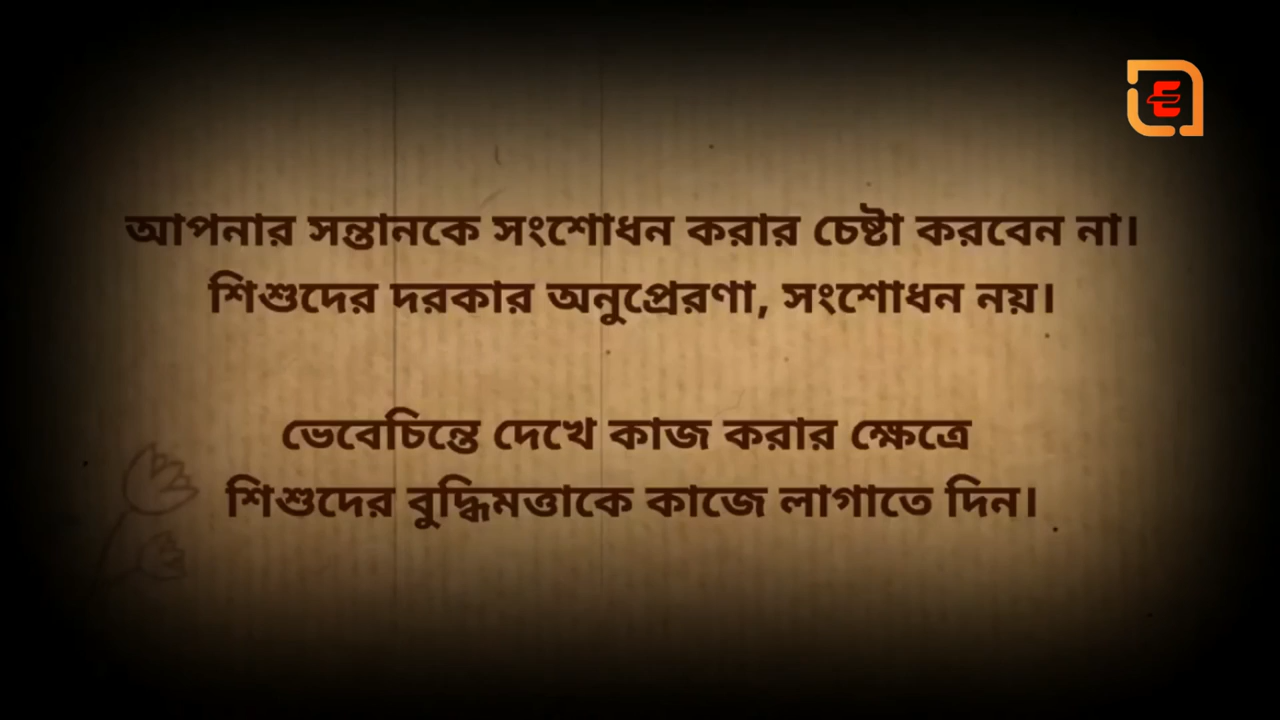 আপনার সন্তানকে সংশোধন করার চেষ্টা করবেন না।
শিশুদের দরকার অনুপ্রেরণা, সংশোধন নয়।
ভেবেচিন্তে দেখে কাজ করার ক্ষেত্রে
শিশুদের বুদ্ধিমত্তাকে কাজে লাগাতে দিন।